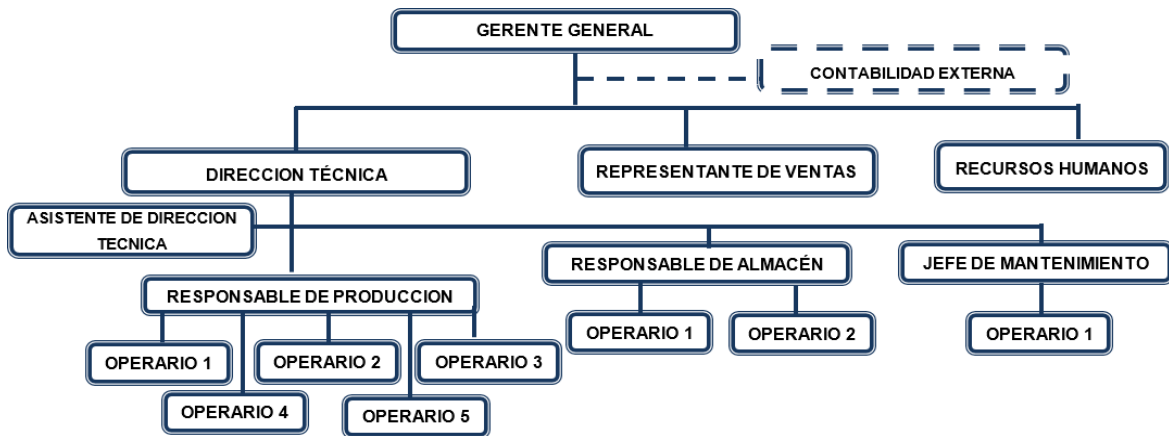 GERENTE GENERAL
CONTABILIDAD EXTERNA
DIRECCION TÉCNICA
REPRESENTANTE DE VENTAS
RECURSOS HUMANOS
ASISTENTE DE DIRECCION
TECNICA
RESPONSABLE DE ALMACÉN
JEFE DE MANTENIMIENTO
RESPONSABLE DE PRODUCCION
OPERARIO 1
OPERARIO 2
OPERARIO 3
OPERARIO 4
OPERARIO 5
OPERARIO 1
OPERARIO 2
OPERARIO 1